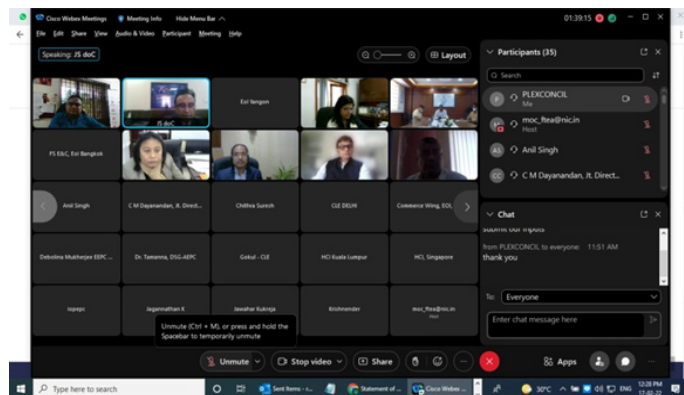 Cisco Webex Meetings Meeting Info Hide Menu Bar
01:39:15
File Edit Share View Audio & Video Participant Meeting Help
Speaking: JS doC
Layout
JS doC
EoI Yangon
FS E&C, EoI Bangkok
Anil Singh
C M Dayanandan, Jt. Direct...
Chithra Suresh
CLE DELHI
Commerce Wing, EOI,
Debolina Mukherjee EEPC ...
Dr. Tamanna, DSG-AEPC
Gokul - CLE
HCI Kuala Lumpur
HCI, Singapore
iopepc
Jagannathan K
Jawahar Kukreja
Krishnender
moc_ftea@nic.in
Host
Unmute (Ctrl + M), or press and hold the
Spacebar to temporarily unmute
Participants (35)
Search
P
PLEXCONCIL
Me
moc_ftea@nic.in
Host
AS
Anil Singh
CC
C M Dayanandan, Jt. Direct...
Chat
submit our inputs
from PLEXCONCIL to everyone: 11:51 AM
thank you
To: Everyone
Enter chat message here
Unmute
Stop video
Share
Apps
Type here to search
Sent Items - r...
Statement of ...
Cisco Webex ...
30°C
ENG
12:28 PM
17-02-22